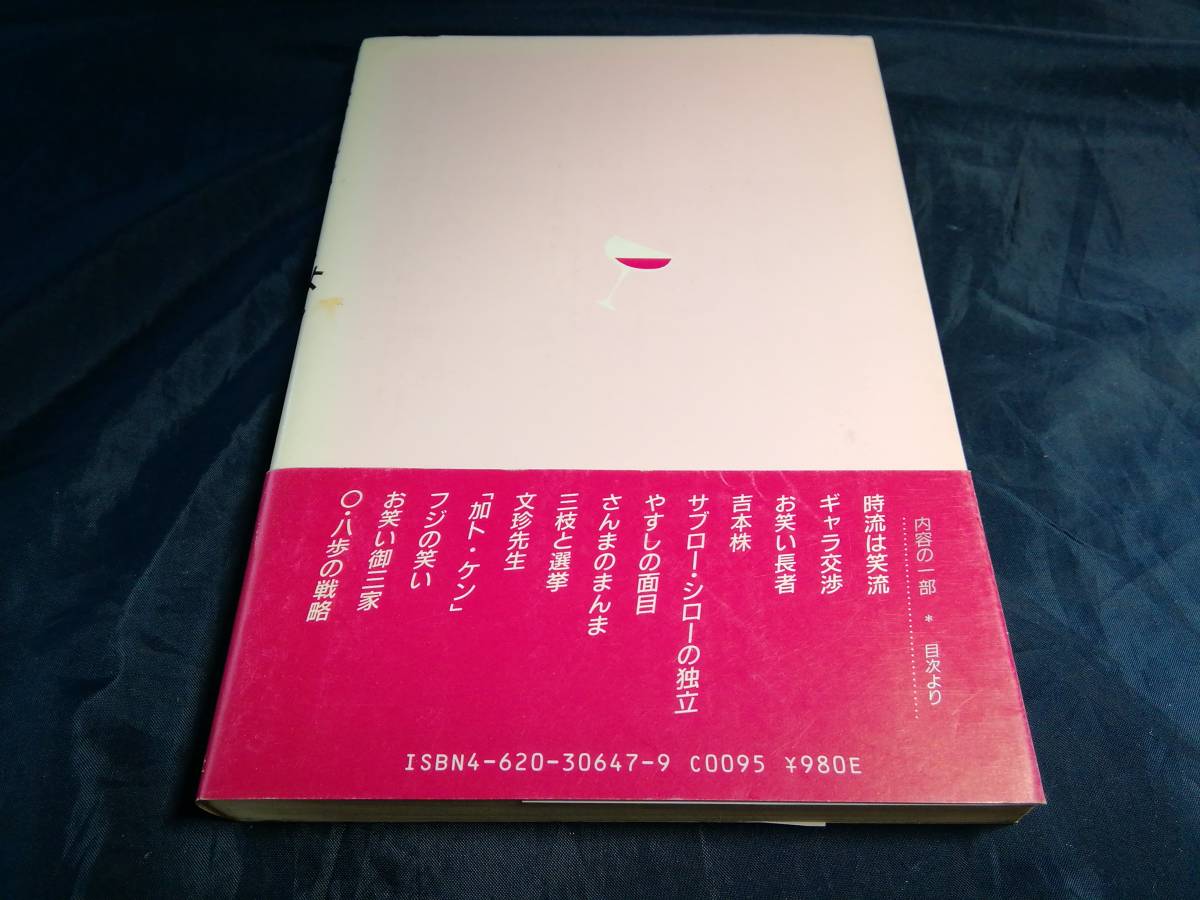 内容の一部 * 目次より
時流は笑流
ギャラ交渉
お笑い長者
吉本株
サブロー・シローの独立
やすしの面目
さんまのまんま
三枝と選挙
文珍先生
「加ト・ケン」
フジの笑い
お笑い御三家
〇・八歩の戦略
ISBN4-620-30647-9 C0095 ¥980E